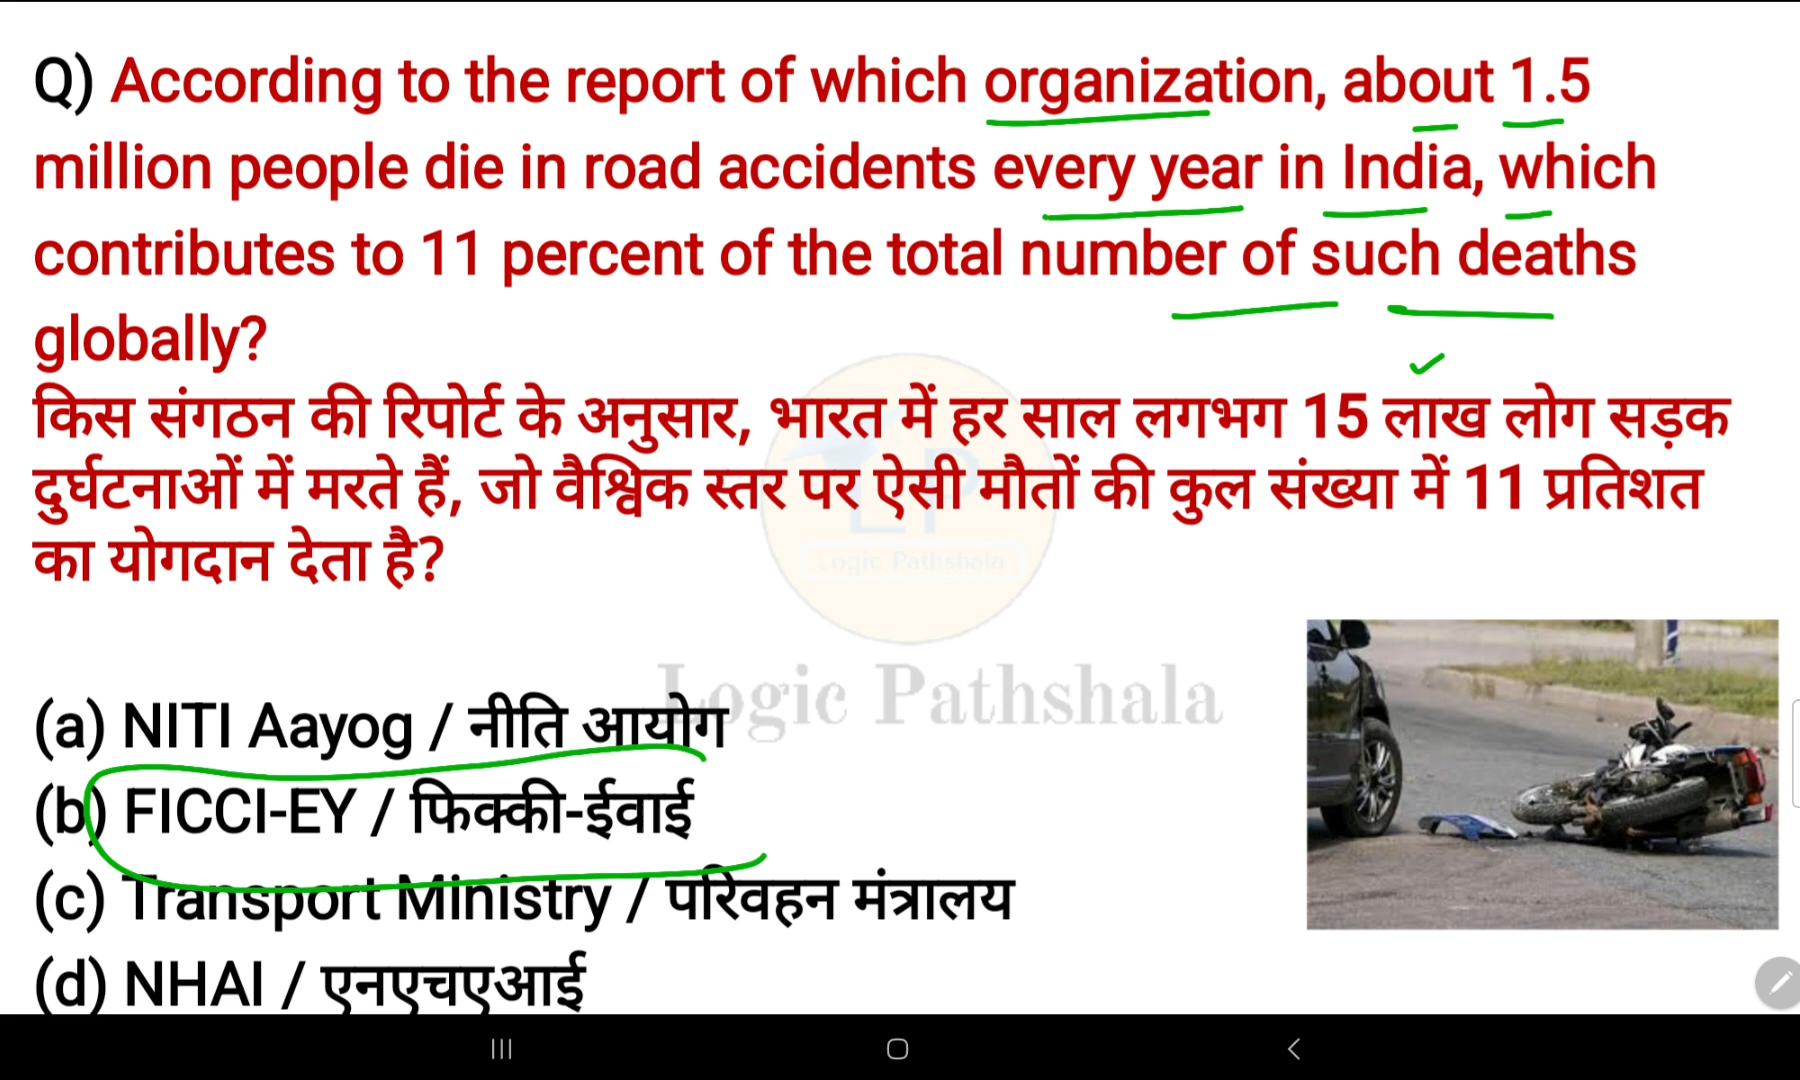 Q) According to the report of which organization, about 1.5
million people die in road accidents every year in India, which
contributes to 11 percent of the total number of such deaths
globally?
किस संगठन की रिपोर्ट के अनुसार, भारत में हर साल लगभग 15 लाख लोग सड़क
दुर्घटनाओं में मरते हैं, जो वैश्विक स्तर पर ऐसी मौतों की कुल संख्या में 11 प्रतिशत
का योगदान देता है?
LP
Logic Pathshala
Logic Pathshala
(a) NITI Aayog / नीति आयोग
(b) FICCI-EY / फिक्की-ईवाई
(c) Transport Ministry / परिवहन मंत्रालय
(d) NHAI / एनएचएआई